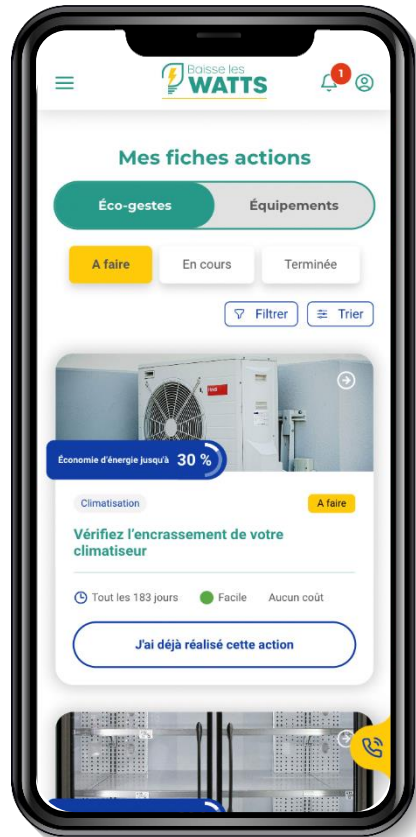 Baisse les
WATTS
1
Mes fiches actions
Éco-gestes
Équipements
A faire
En cours
Terminée
Filtrer
Trier
Économie d'énergie jusqu'à 30 %
Climatisation
A faire
Vérifiez l'encrassement de votre
climatiseur
Tout les 183 jours
Facile
Aucun coût
J'ai déjà réalisé cette action